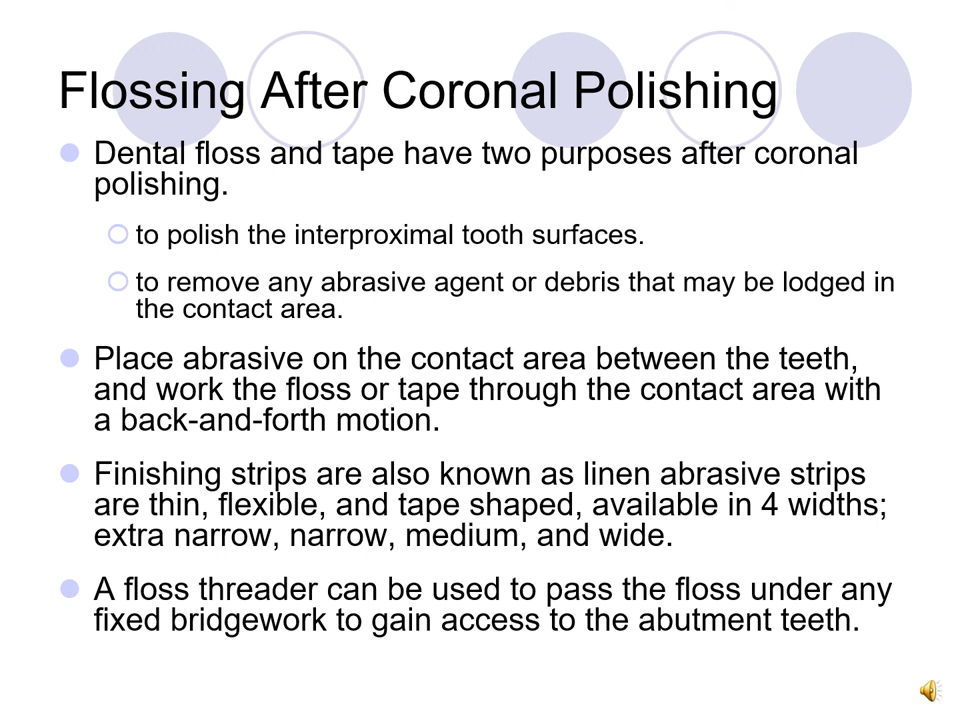 Flossing After Coronal Polishing
Dental floss and tape have two purposes after coronal
polishing.
to polish the interproximal tooth surfaces.
to remove any abrasive agent or debris that may be lodged in
the contact area.
Place abrasive on the contact area between the teeth,
and work the floss or tape through the contact area with
a back-and-forth motion.
Finishing strips are also known as linen abrasive strips
are thin, flexible, and tape shaped, available in 4 widths;
extra narrow, narrow, medium, and wide.
A floss threader can be used to pass the floss under any
fixed bridgework to gain access to the abutment teeth.